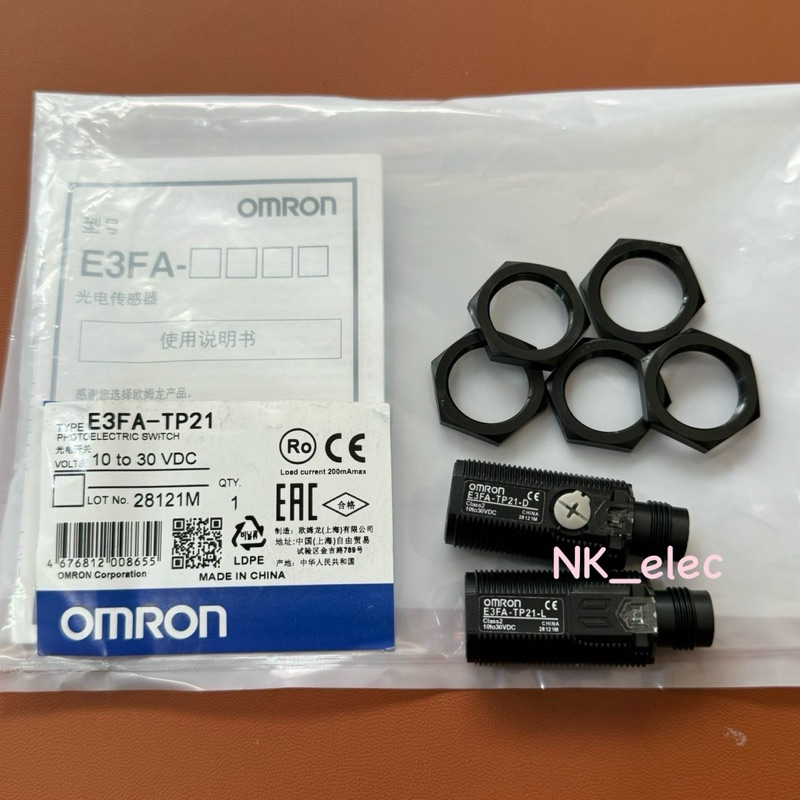 OMRON
型号
E3FA-□□□□
光电传感器
使用说明书
感谢您选择欧姆龙产品。
TYPE E3FA-TP21
PHOTOELECTRIC SWITCH
光电开关
VOLTS 10 to 30 VDC
QTY.
LOT No. 28121M 1
Ro CE
Load current 200mAmax
EAC 合格
制造: 欧姆龙(上海)有限公司
地址: 中国(上海)自由贸易
试验区金吉路789号
产地: 中华人民共和国
LDPE
4 676812 008655
OMRON Corporation
MADE IN CHINA
OMRON
OMRON CE
E3FA-TP21-D
Class2 CHINA
10to30VDC 28121M
NK_elec
OMRON CE
E3FA-TP21-L
Class2 CHINA
10to30VDC 28121M